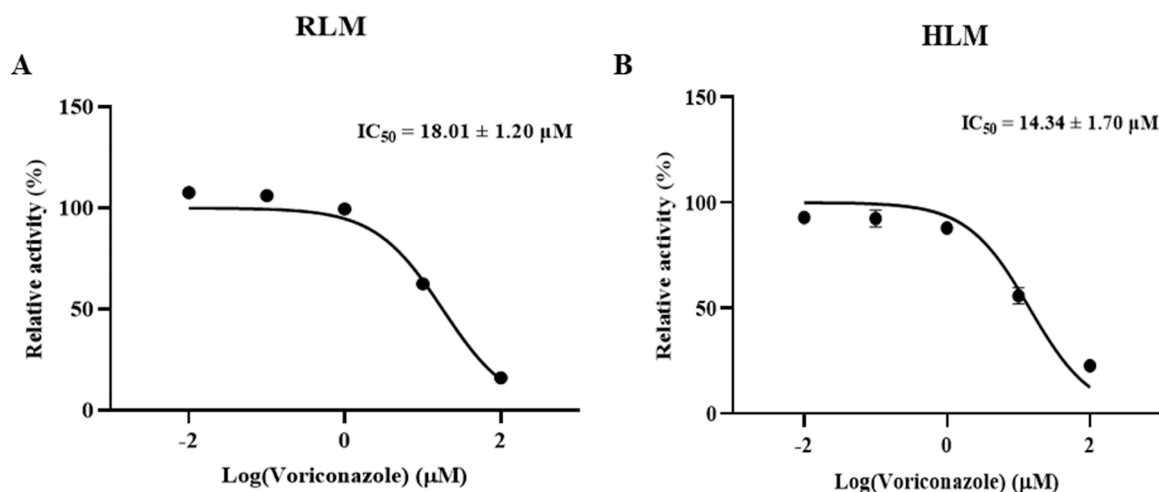 RLM
A
IC50 = 18.01 ± 1.20 μM
150
100
50
0
Relative activity (%)
-2
0
2
Log(Voriconazole) (μM)
HLM
B
IC50 = 14.34 ± 1.70 μM
150
100
50
0
Relative activity (%)
-2
0
2
Log(Voriconazole) (μM)